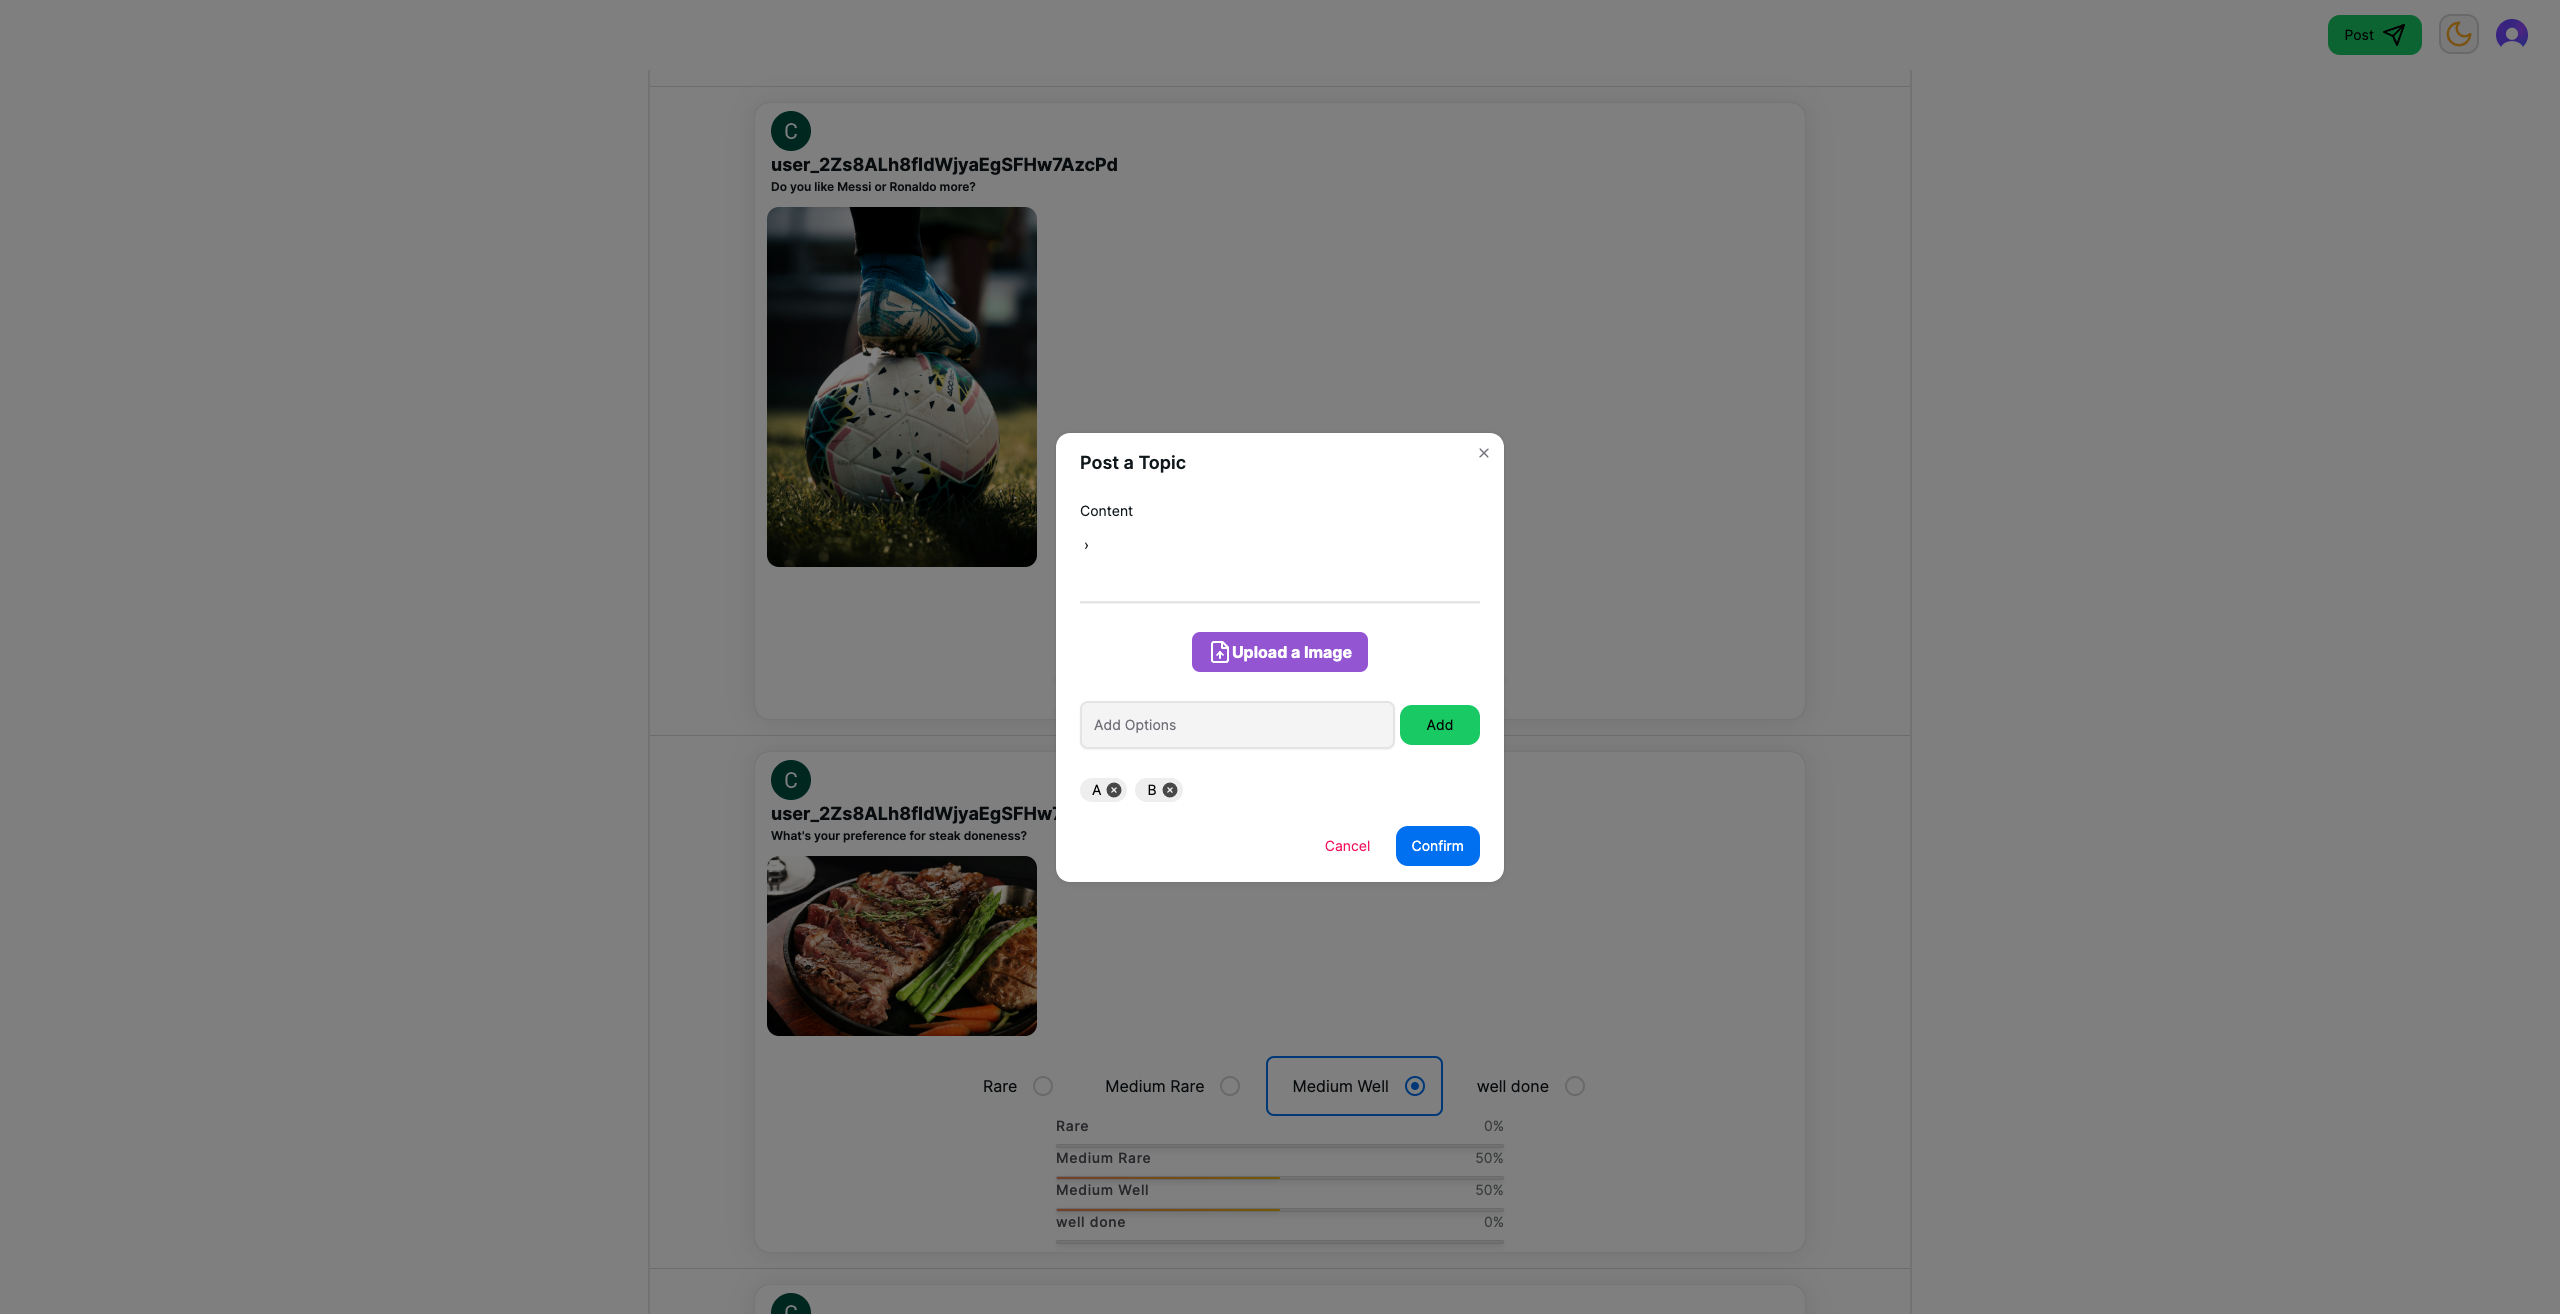 Post
C
user_2Zs8ALh8fIdWjyaEgSFHw7AzcPd
Do you like Messi or Ronaldo more?
Post a Topic
Content
›
Upload a Image
Add Options
Add
A
B
Cancel
Confirm
C
user_2Zs8ALh8fIdWjyaEgSFHw7
What's your preference for steak doneness?
Rare
Medium Rare
Medium Well
well done
Rare 0%
Medium Rare 50%
Medium Well 50%
well done 0%
C